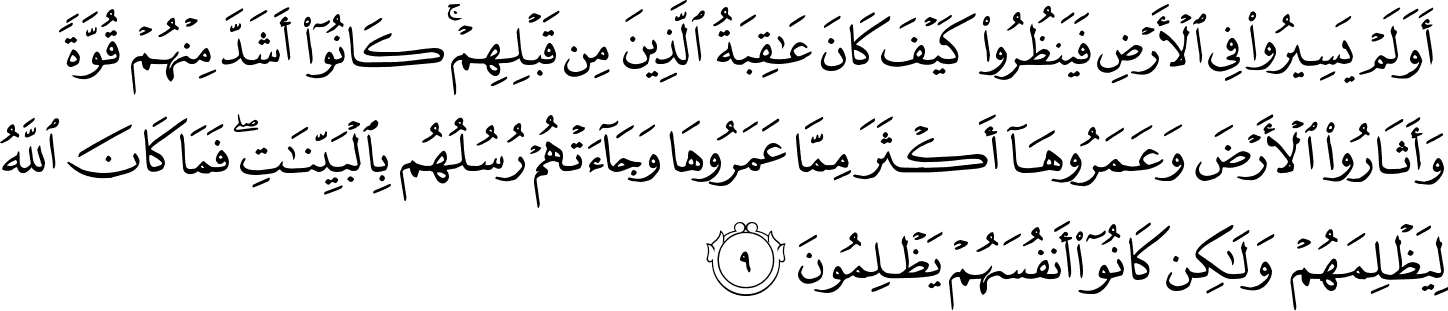 أَوَلَمۡ يَسِيرُواْ فِي ٱلۡأَرۡضِ فَيَنظُرُواْ كَيۡفَ كَانَ عَٰقِبَةُ ٱلَّذِينَ مِن قَبۡلِهِمۡۚ كَانُوٓاْ أَشَدَّ مِنۡهُمۡ قُوَّةٗ
وَأَثَارُواْ ٱلۡأَرۡضَ وَعَمَرُوهَآ أَكۡثَرَ مِمَّا عَمَرُوهَا وَجَآءَتۡهُمۡ رُسُلُهُم بِٱلۡبَيِّنَٰتِۖ فَمَا كَانَ ٱللَّهُ
لِيَظۡلِمَهُمۡ وَلَٰكِن كَانُوٓاْ أَنفُسَهُمۡ يَظۡلِمُونَ ٩